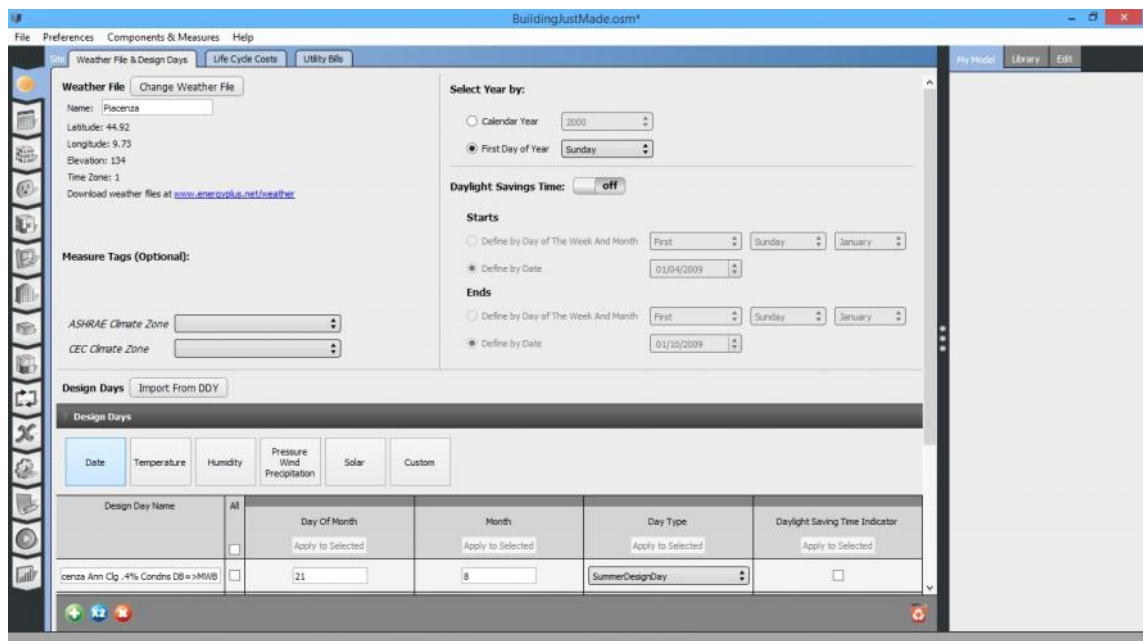 BuildingJustMade.osm*
File Preferences Components & Measures Help
Site Weather File & Design Days Life Cycle Costs Utility Bills
My Model Library Edit
Weather File Change Weather File
Name: Piacenza
Latitude: 44.92
Longitude: 9.73
Elevation: 134
Time Zone: 1
Download weather files at www.energyplus.net/weather
Measure Tags (Optional):
ASHRAE Climate Zone
CEC Climate Zone
Select Year by:
Calendar Year 2000
First Day of Year Sunday
Daylight Savings Time: off
Starts
Define by Day of The Week And Month First Sunday January
Define by Date 01/04/2009
Ends
Define by Day of The Week And Month First Sunday January
Define by Date 01/10/2009
Design Days Import From DDY
Design Days
Date Temperature Humidity Pressure Wind Precipitation Solar Custom
Design Day Name All Day Of Month Month Day Type Daylight Saving Time Indicator
Apply to Selected Apply to Selected Apply to Selected Apply to Selected
cenza Ann Clg .4% Condns DB=>MWB 21 8 SummerDesignDay
X2